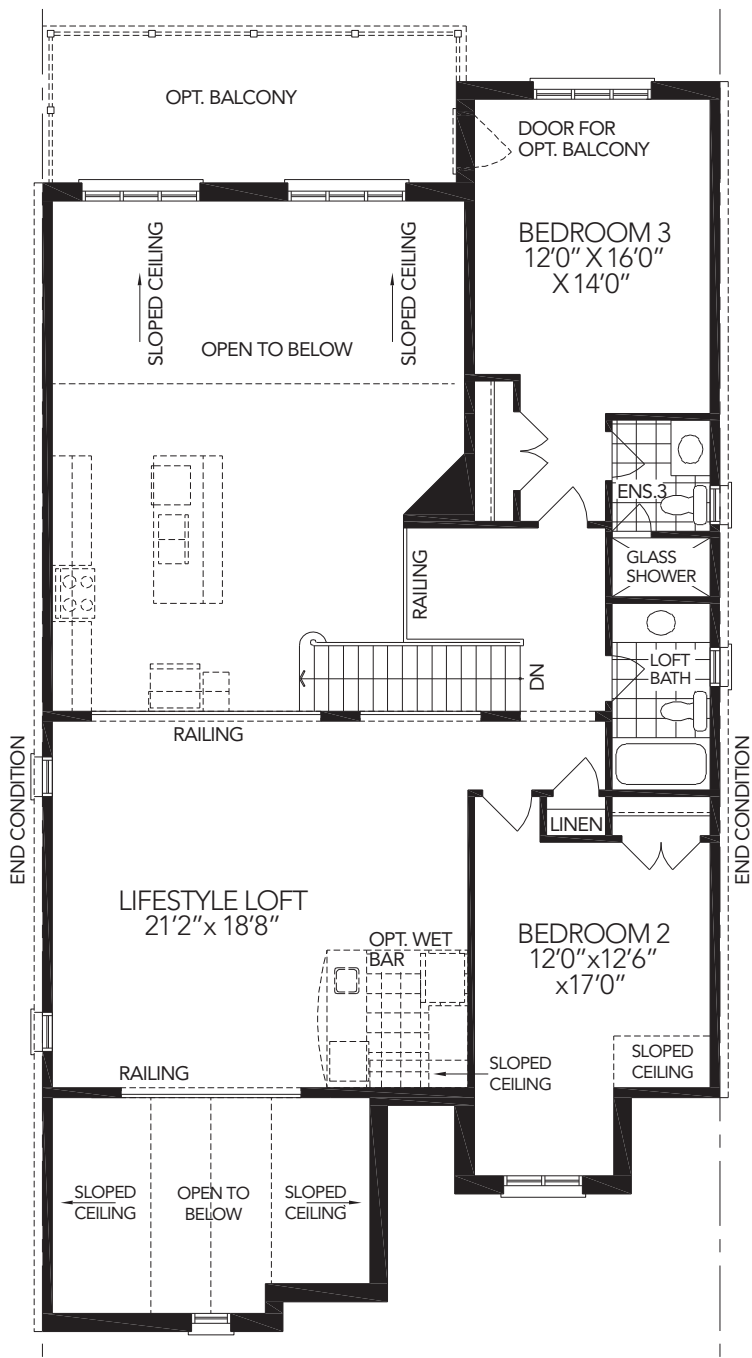 OPT. BALCONY
DOOR FOR
OPT. BALCONY
BEDROOM 3
12'0" X 16'0"
X 14'0"
SLOPED CEILING
SLOPED CEILING
OPEN TO BELOW
ENS.3
GLASS
SHOWER
RAILING
LOFT
BATH
DN
RAILING
END CONDITION
END CONDITION
LINEN
LIFESTYLE LOFT
21'2"x 18'8"
OPT. WET
BAR
BEDROOM 2
12'0"x12'6"
x17'0"
SLOPED
CEILING
SLOPED
CEILING
RAILING
SLOPED
CEILING
OPEN TO
BELOW
SLOPED
CEILING